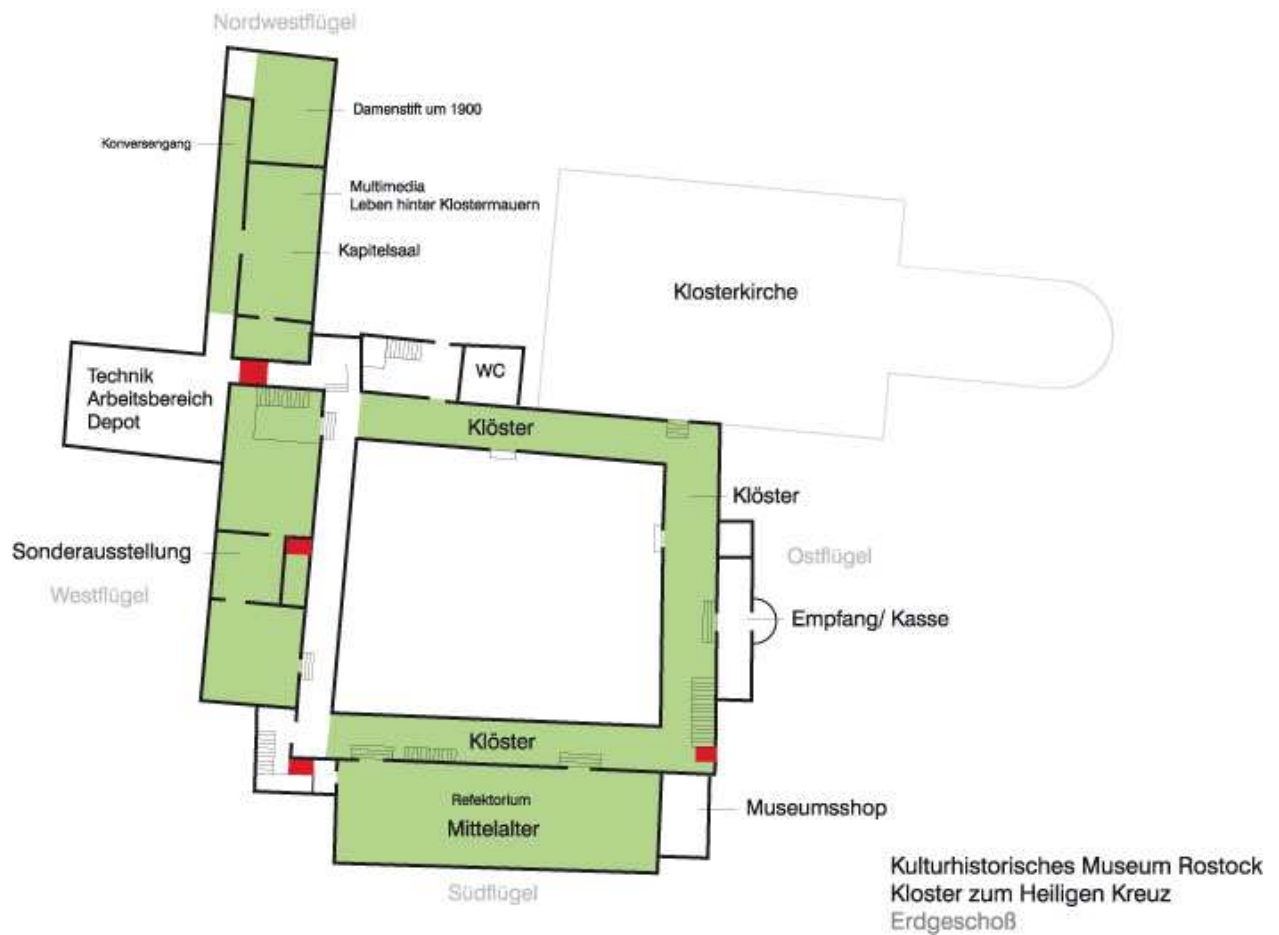 Nordwestflügel
Damenstift um 1900
Konversengang
Multimedia
Leben hinter Klostermauern
Kapitelsaal
Klosterkirche
Technik
Arbeitsbereich
Depot
WC
Klöster
Klöster
Sonderausstellung
Westflügel
Ostflügel
Empfang/ Kasse
Klöster
Refektorium
Mittelalter
Museumsshop
Südflügel
Kulturhistorisches Museum Rostock
Kloster zum Heiligen Kreuz
Erdgeschoß